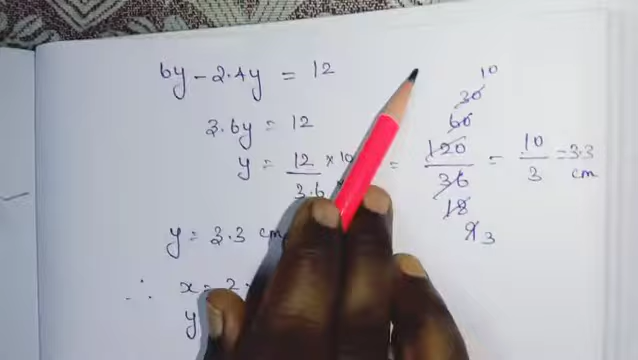 6y - 2.4y = 12
3.6y = 12
y = 12/3.6 × 10 = 120/36 = 10/3 = 3.3 cm
10
30
60
18
9 3
y = 3.3 cm
∴ x = 2.
y